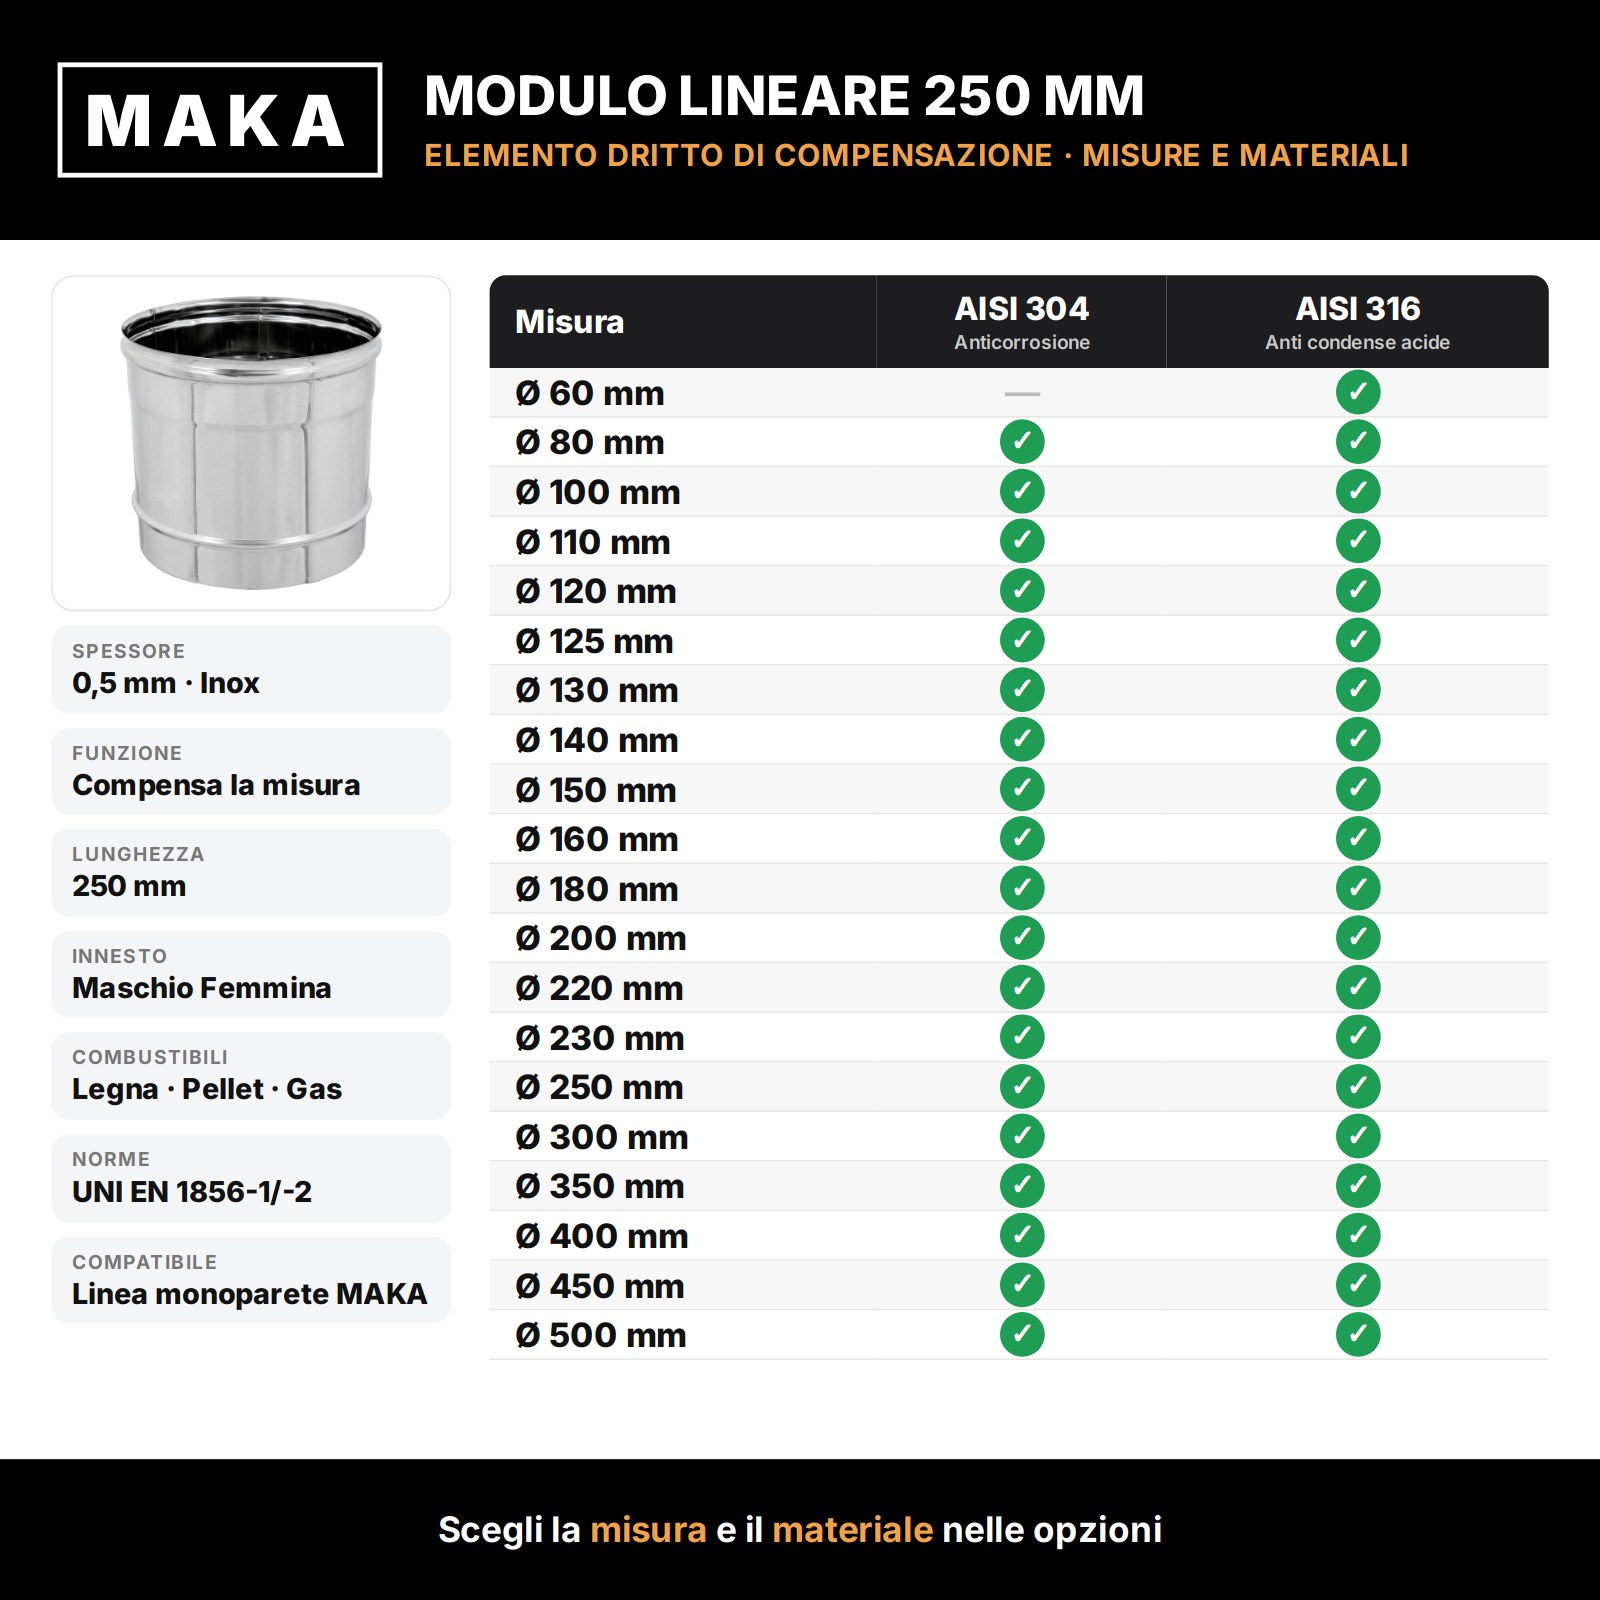 MAKA
MODULO LINEARE 250 MM
ELEMENTO DRITTO DI COMPENSAZIONE · MISURE E MATERIALI
SPESSORE
0,5 mm · Inox
FUNZIONE
Compensa la misura
LUNGHEZZA
250 mm
INNESTO
Maschio Femmina
COMBUSTIBILI
Legna · Pellet · Gas
NORME
UNI EN 1856-1/-2
COMPATIBILE
Linea monoparete MAKA
Misura AISI 304 AISI 316
Anticorrosione Anti condense acide
Ø 60 mm — ✓
Ø 80 mm ✓ ✓
Ø 100 mm ✓ ✓
Ø 110 mm ✓ ✓
Ø 120 mm ✓ ✓
Ø 125 mm ✓ ✓
Ø 130 mm ✓ ✓
Ø 140 mm ✓ ✓
Ø 150 mm ✓ ✓
Ø 160 mm ✓ ✓
Ø 180 mm ✓ ✓
Ø 200 mm ✓ ✓
Ø 220 mm ✓ ✓
Ø 230 mm ✓ ✓
Ø 250 mm ✓ ✓
Ø 300 mm ✓ ✓
Ø 350 mm ✓ ✓
Ø 400 mm ✓ ✓
Ø 450 mm ✓ ✓
Ø 500 mm ✓ ✓
Scegli la misura e il materiale nelle opzioni